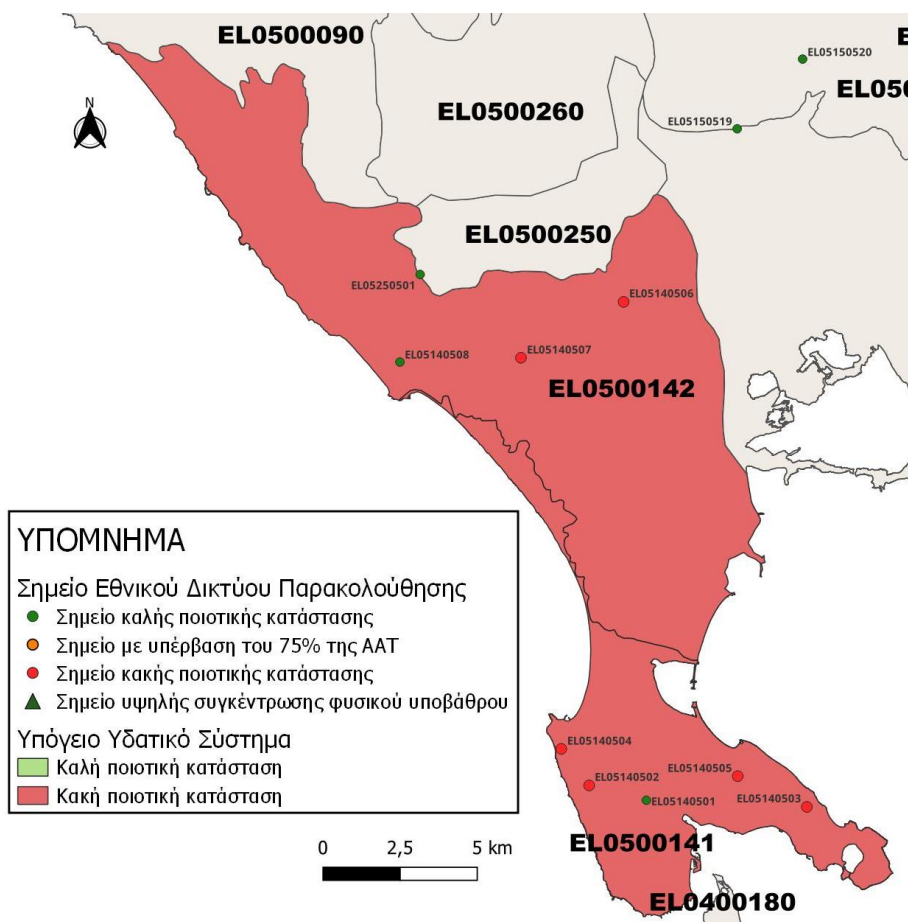 EL0500090
E
EL05150520
EL050
EL0500260
EL05150519
N
EL0500250
EL05250501
EL05140506
EL05140507
EL05140508
EL0500142
ΥΠΟΜΝΗΜΑ
Σημείο Εθνικού Δικτύου Παρακολούθησης
Σημείο καλής ποιοτικής κατάστασης
Σημείο με υπέρβαση του 75% της ΑΑΤ
Σημείο κακής ποιοτικής κατάστασης
Σημείο υψηλής συγκέντρωσης φυσικού υποβάθρου
Υπόγειο Υδατικό Σύστημα
Καλή ποιοτική κατάσταση
Κακή ποιοτική κατάσταση
EL05140504
EL05140502
EL05140505
EL05140501
EL05140503
EL0500141
0 2,5 5 km
EL0400180